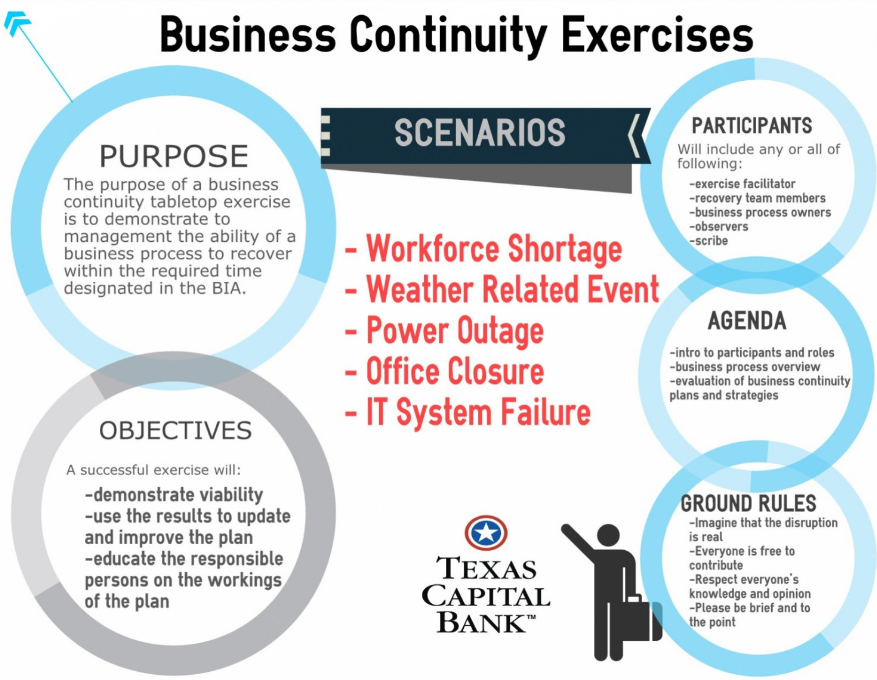 Business Continuity Exercises
PURPOSE
The purpose of a business
continuity tabletop exercise
is to demonstrate to
management the ability of a
business process to recover
within the required time
designated in the BIA.
OBJECTIVES
A successful exercise will:
-demonstrate viability
-use the results to update
and improve the plan
-educate the responsible
persons on the workings
of the plan
SCENARIOS
- Workforce Shortage
- Weather Related Event
- Power Outage
- Office Closure
- IT System Failure
TEXAS
CAPITAL
BANK™
PARTICIPANTS
Will include any or all of
following:
-exercise facilitator
-recovery team members
-business process owners
-observers
-scribe
AGENDA
-intro to participants and roles
-business process overview
-evaluation of business continuity
plans and strategies
GROUND RULES
-Imagine that the disruption
is real
-Everyone is free to
contribute
-Respect everyone's
knowledge and opinion
-Please be brief and to
the point